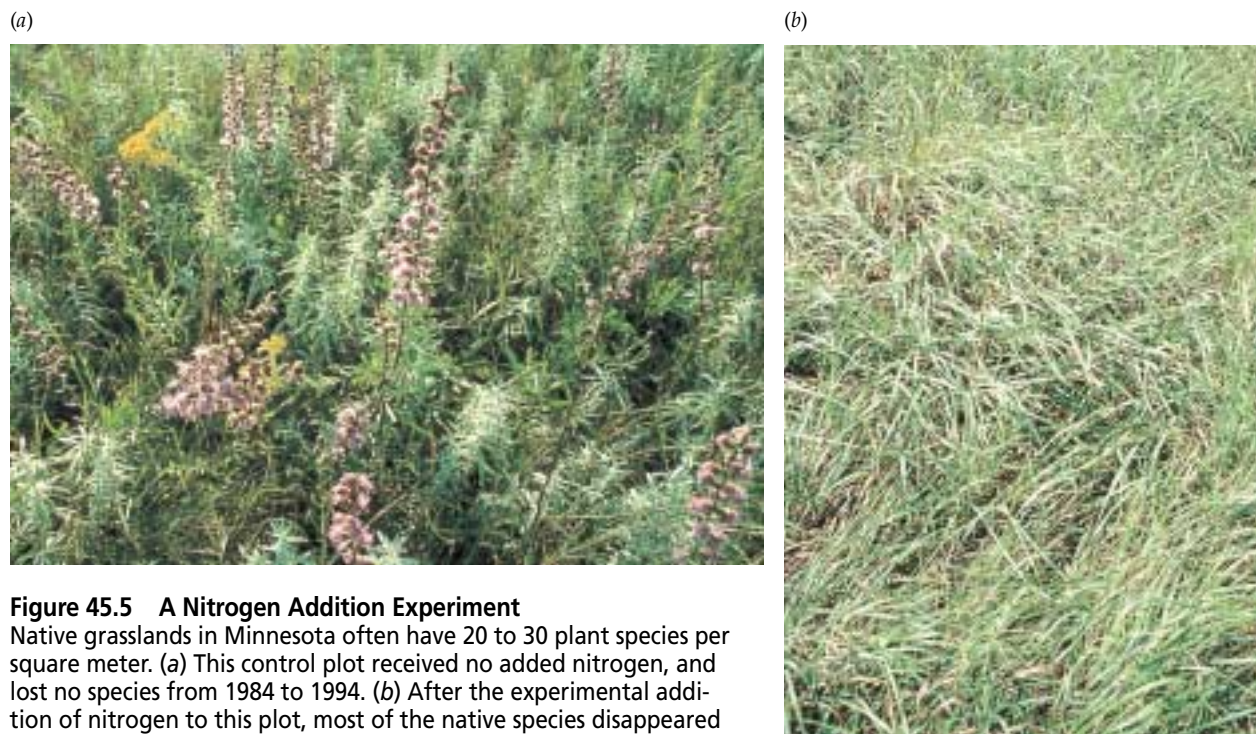 (a)
(b)
Figure 45.5 A Nitrogen Addition Experiment
Native grasslands in Minnesota often have 20 to 30 plant species per
square meter. (a) This control plot received no added nitrogen, and
lost no species from 1984 to 1994. (b) After the experimental addi-
tion of nitrogen to this plot, most of the native species disappeared